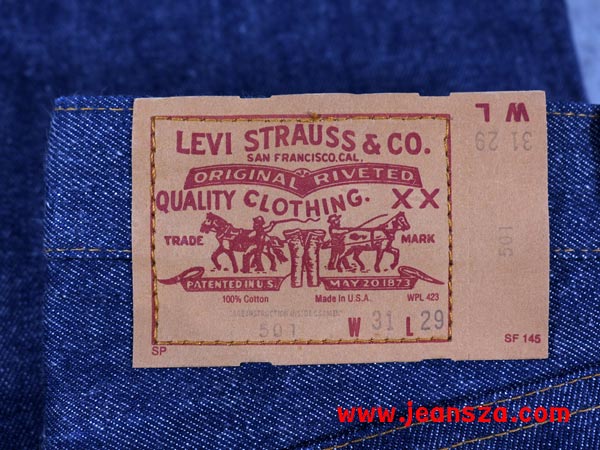 LEVI STRAUSS & CO.
SAN FRANCISCO, CAL.
ORIGINAL RIVETED
QUALITY CLOTHING. XX
TRADE MARK
PATENTED IN U.S. MAY 20 1873
100% Cotton Made in U.S.A. WPL 423
501 W 31 L 29
SP SF 145
W L
31 29
501
www.jeansza.com